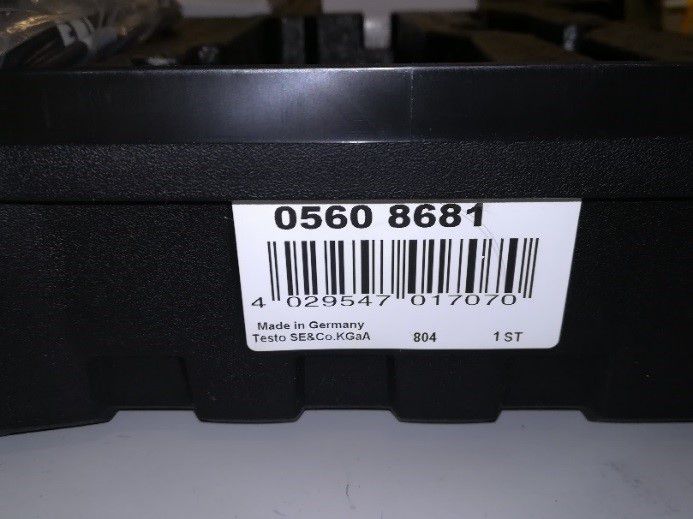 0560 8681
4 029547 017070
Made in Germany
Testo SE&Co.KGaA 804 1 ST